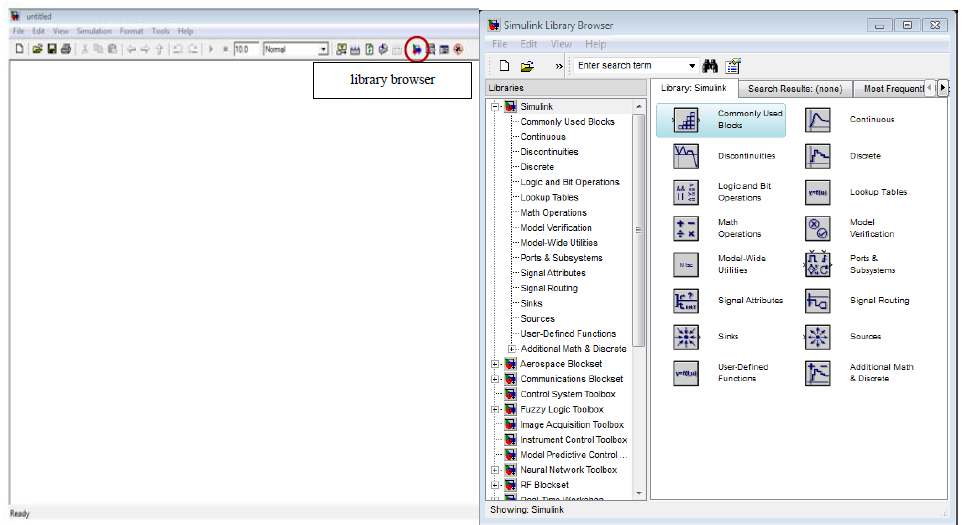 untitled
File Edit View Simulation Format Tools Help
10.0 Normal
library browser
Ready
Simulink Library Browser
File Edit View Help
» Enter search term
Libraries
Simulink
Commonly Used Blocks
Continuous
Discontinuities
Discrete
Logic and Bit Operations
Lookup Tables
Math Operations
Model Verification
Model-Wide Utilities
Ports & Subsystems
Signal Attributes
Signal Routing
Sinks
Sources
User-Defined Functions
Additional Math & Discrete
Aerospace Blockset
Communications Blockset
Control System Toolbox
Fuzzy Logic Toolbox
Image Acquisition Toolbox
Instrument Control Toolbox
Model Predictive Control ...
Neural Network Toolbox
RF Blockset
Real-Time Workshop
Library: Simulink Search Results: (none) Most Frequentl
Commonly Used
Blocks
Continuous
Discontinuities
Discrete
Logic and Bit
Operations
y=f(u)
Lookup Tables
Math
Operations
Model
Verification
Misc
Model-Wide
Utilities
Ports &
Subsystems
Signal Attributes
Signal Routing
Sinks
Sources
y=f(u)
User-Defined
Functions
Additional Math
& Discrete
Showing: Simulink